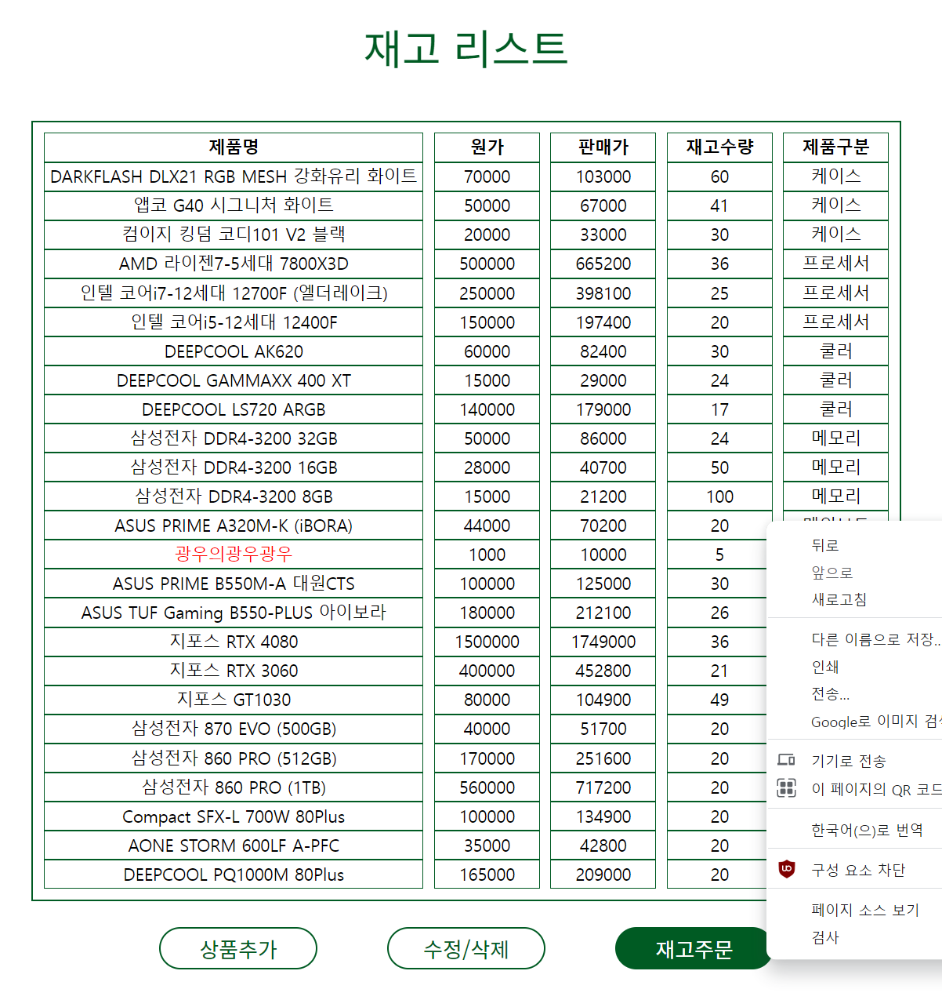 재고 리스트
제품명 원가 판매가 재고수량 제품구분
DARKFLASH DLX21 RGB MESH 강화유리 화이트 70000 103000 60 케이스
앱코 G40 시그니처 화이트 50000 67000 41 케이스
컴이지 킹덤 코디101 V2 블랙 20000 33000 30 케이스
AMD 라이젠7-5세대 7800X3D 500000 665200 36 프로세서
인텔 코어i7-12세대 12700F (엘더레이크) 250000 398100 25 프로세서
인텔 코어i5-12세대 12400F 150000 197400 20 프로세서
DEEPCOOL AK620 60000 82400 30 쿨러
DEEPCOOL GAMMAXX 400 XT 15000 29000 24 쿨러
DEEPCOOL LS720 ARGB 140000 179000 17 쿨러
삼성전자 DDR4-3200 32GB 50000 86000 24 메모리
삼성전자 DDR4-3200 16GB 28000 40700 50 메모리
삼성전자 DDR4-3200 8GB 15000 21200 100 메모리
ASUS PRIME A320M-K (iBORA) 44000 70200 20
광우의광우광우 1000 10000 5
ASUS PRIME B550M-A 대원CTS 100000 125000 30
ASUS TUF Gaming B550-PLUS 아이보라 180000 212100 26
지포스 RTX 4080 1500000 1749000 36
지포스 RTX 3060 400000 452800 21
지포스 GT1030 80000 104900 49
삼성전자 870 EVO (500GB) 40000 51700 20
삼성전자 860 PRO (512GB) 170000 251600 20
삼성전자 860 PRO (1TB) 560000 717200 20
Compact SFX-L 700W 80Plus 100000 134900 20
AONE STORM 600LF A-PFC 35000 42800 20
DEEPCOOL PQ1000M 80Plus 165000 209000 20
상품추가 수정/삭제 재고주문
뒤로
앞으로
새로고침
다른 이름으로 저장...
인쇄
전송...
Google로 이미지
기기로 전송
이 페이지의 QR 코드
한국어(으)로 번역
구성 요소 차단
페이지 소스 보기
검사